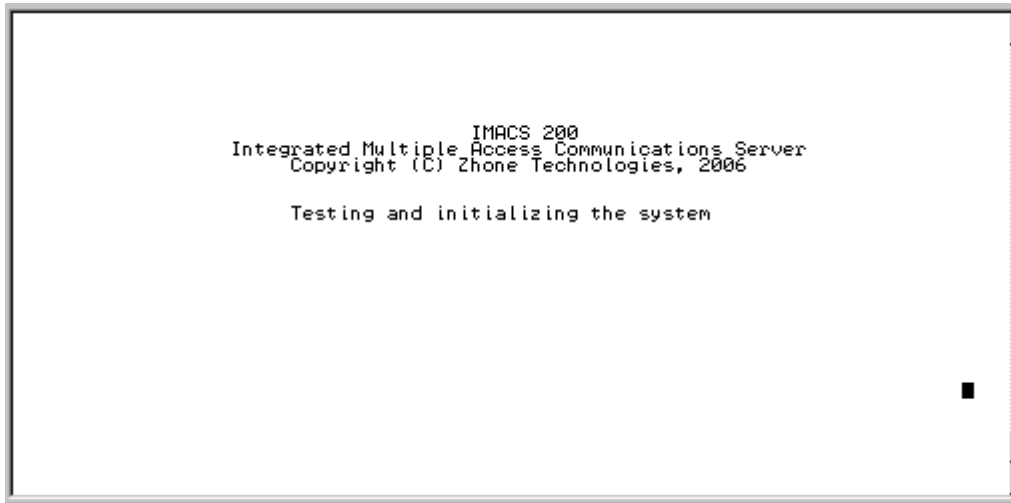 IMACS 200
Integrated Multiple Access Communications Server
Copyright (C) Zhone Technologies, 2006
Testing and initializing the system